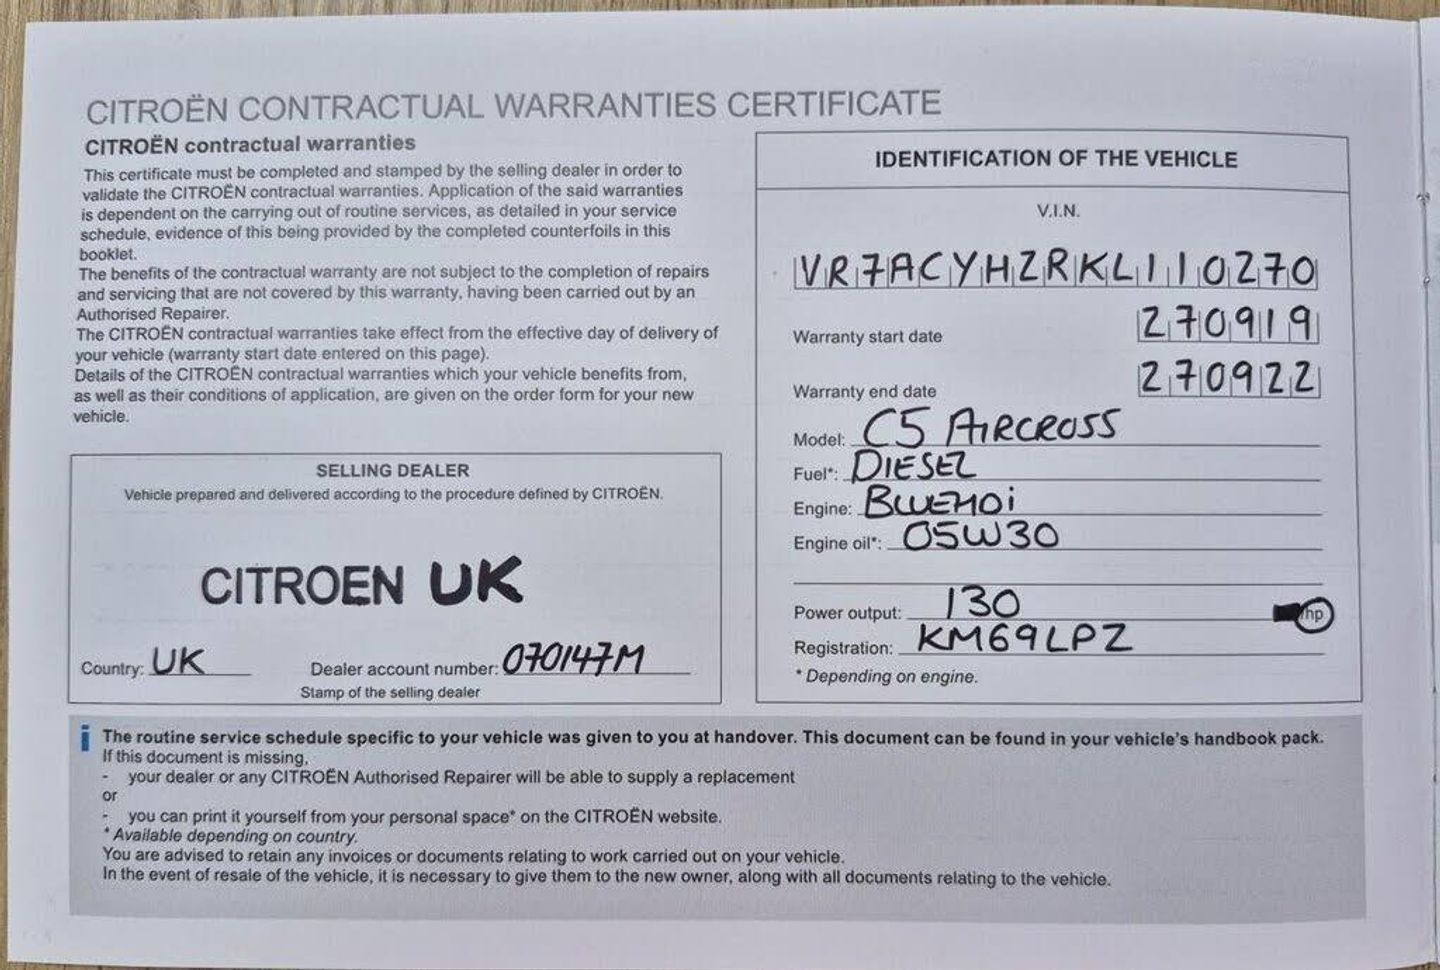 CITROËN CONTRACTUAL WARRANTIES CERTIFICATE
CITROËN contractual warranties
This certificate must be completed and stamped by the selling dealer in order to
validate the CITROËN contractual warranties. Application of the said warranties
is dependent on the carrying out of routine services, as detailed in your service
schedule, evidence of this being provided by the completed counterfoils in this
booklet.
The benefits of the contractual warranty are not subject to the completion of repairs
and servicing that are not covered by this warranty, having been carried out by an
Authorised Repairer.
The CITROËN contractual warranties take effect from the effective day of delivery of
your vehicle (warranty start date entered on this page).
Details of the CITROËN contractual warranties which your vehicle benefits from,
as well as their conditions of application, are given on the order form for your new
vehicle.
SELLING DEALER
Vehicle prepared and delivered according to the procedure defined by CITROËN.
CITROEN UK
Country: UK Dealer account number: 070147M
Stamp of the selling dealer
IDENTIFICATION OF THE VEHICLE
V.I.N.
VR7ACYHZRKL110270
Warranty start date 270919
Warranty end date 270922
Model: C5 AIRCROSS
Fuel*: DIESEL
Engine: BLUEHDi
Engine oil*: 05W30
Power output: 130 hp
Registration: KM69LPZ
* Depending on engine.
i The routine service schedule specific to your vehicle was given to you at handover. This document can be found in your vehicle's handbook pack.
If this document is missing,
- your dealer or any CITROËN Authorised Repairer will be able to supply a replacement
or
- you can print it yourself from your personal space* on the CITROËN website.
* Available depending on country.
You are advised to retain any invoices or documents relating to work carried out on your vehicle.
In the event of resale of the vehicle, it is necessary to give them to the new owner, along with all documents relating to the vehicle.